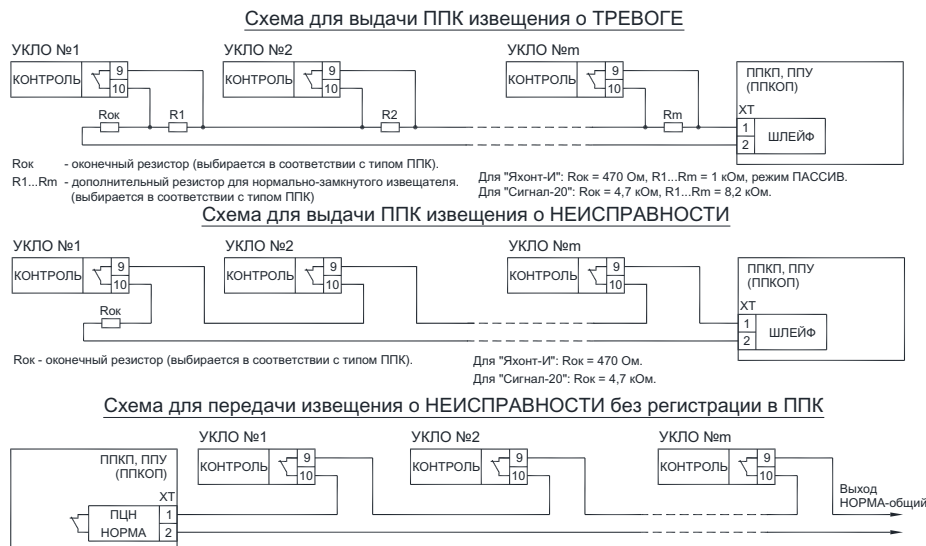 Схема для выдачи ППК извещения о ТРЕВОГЕ
УКЛО №1 УКЛО №2 УКЛО №m
КОНТРОЛЬ 9 10 КОНТРОЛЬ 9 10 КОНТРОЛЬ 9 10
ППКП, ППУ
(ППКОП)
Rок R1 R2 Rm
XT
1
2
ШЛЕЙФ
Rок - оконечный резистор (выбирается в соответствии с типом ППК).
R1...Rm - дополнительный резистор для нормально-замкнутого извещателя.
(выбирается в соответствии с типом ППК)
Для "Яхонт-И": Rок = 470 Ом, R1...Rm = 1 кОм, режим ПАССИВ.
Для "Сигнал-20": Rок = 4,7 кОм, R1...Rm = 8,2 кОм.
Схема для выдачи ППК извещения о НЕИСПРАВНОСТИ
УКЛО №1 УКЛО №2 УКЛО №m
КОНТРОЛЬ 9 10 КОНТРОЛЬ 9 10 КОНТРОЛЬ 9 10
ППКП, ППУ
(ППКОП)
Rок
XT
1
2
ШЛЕЙФ
Rок - оконечный резистор (выбирается в соответствии с типом ППК).
Для "Яхонт-И": Rок = 470 Ом.
Для "Сигнал-20": Rок = 4,7 кОм.
Схема для передачи извещения о НЕИСПРАВНОСТИ без регистрации в ППК
УКЛО №1 УКЛО №2 УКЛО №m
ППКП, ППУ
(ППКОП)
КОНТРОЛЬ 9 10 КОНТРОЛЬ 9 10 КОНТРОЛЬ 9 10
XT
ПЦН 1
НОРМА 2
Выход
НОРМА-общий